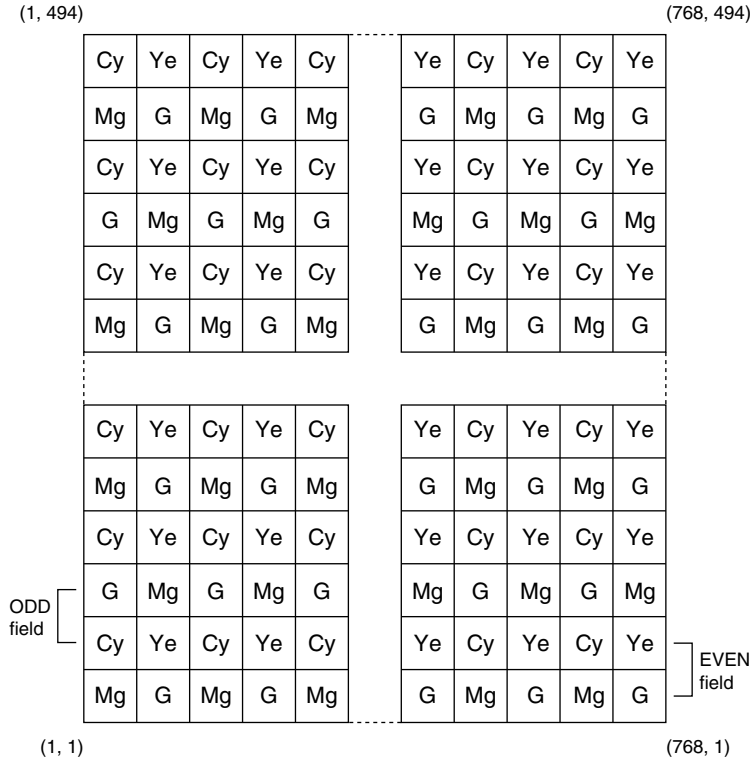 (1, 494) (768, 494)
Cy Ye Cy Ye Cy Ye Cy Ye Cy Ye
Mg G Mg G Mg G Mg G Mg G
Cy Ye Cy Ye Cy Ye Cy Ye Cy Ye
G Mg G Mg G Mg G Mg G Mg
Cy Ye Cy Ye Cy Ye Cy Ye Cy Ye
Mg G Mg G Mg G Mg G Mg G
Cy Ye Cy Ye Cy Ye Cy Ye Cy Ye
Mg G Mg G Mg G Mg G Mg G
Cy Ye Cy Ye Cy Ye Cy Ye Cy Ye
G Mg G Mg G Mg G Mg G Mg
ODD
field
Cy Ye Cy Ye Cy Ye Cy Ye Cy Ye
Mg G Mg G Mg G Mg G Mg G
EVEN
field
(1, 1) (768, 1)